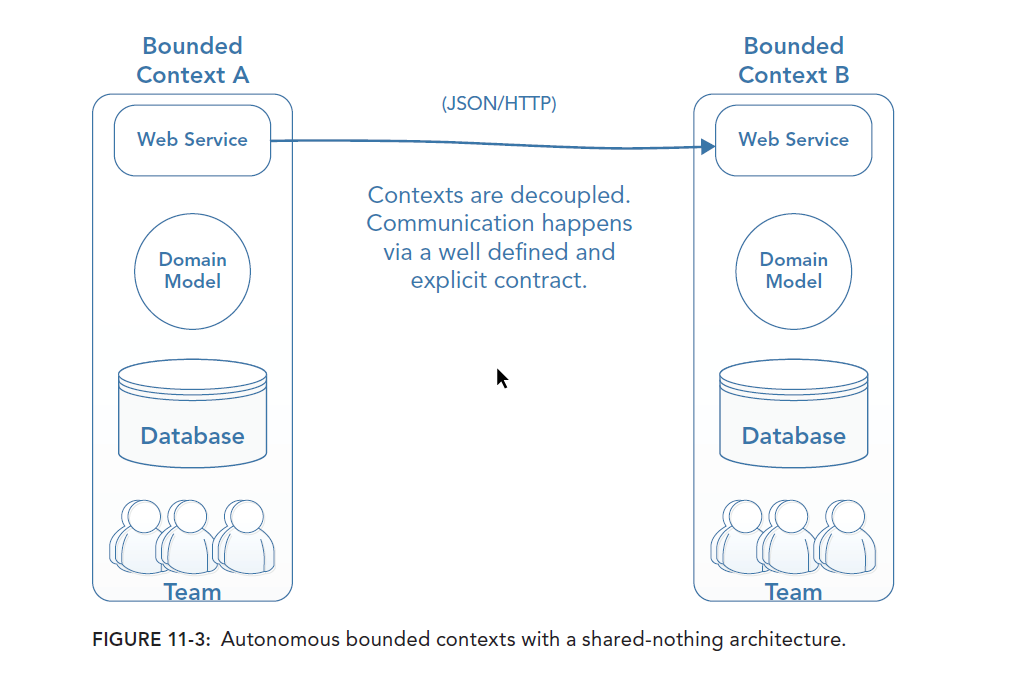 Bounded
Context A
Bounded
Context B
(JSON/HTTP)
Web Service
Web Service
Contexts are decoupled.
Communication happens
via a well defined and
explicit contract.
Domain
Model
Domain
Model
Database
Database
Team
Team
FIGURE 11-3: Autonomous bounded contexts with a shared-nothing architecture.